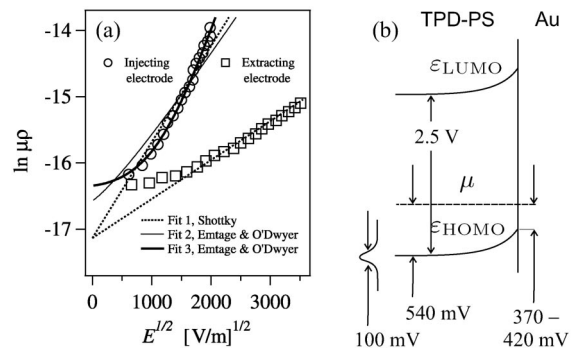 (a)
-14
-15
-16
-17
ln μρ
Injecting electrode
Extracting electrode
Fit 1, Shottky
Fit 2, Emtage & O'Dwyer
Fit 3, Emtage & O'Dwyer
0 1000 2000 3000
E^1/2 [V/m]^1/2
(b)
TPD-PS Au
εLUMO
2.5 V
μ
εHOMO
540 mV
370 –
420 mV
100 mV